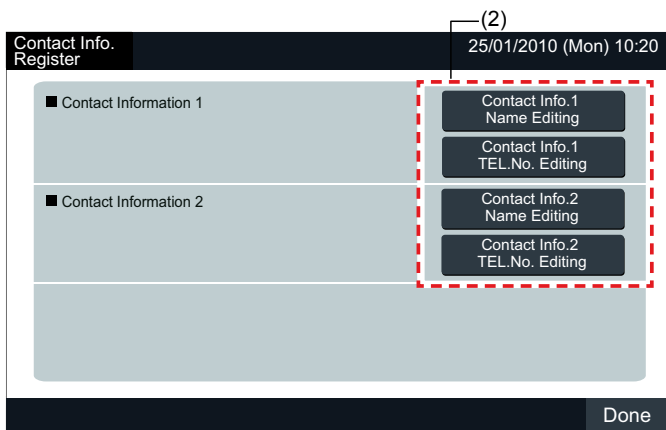 (2)
Contact Info.
Register
25/01/2010 (Mon) 10:20
Contact Information 1
Contact Info.1
Name Editing
Contact Info.1
TEL.No. Editing
Contact Information 2
Contact Info.2
Name Editing
Contact Info.2
TEL.No. Editing
Done